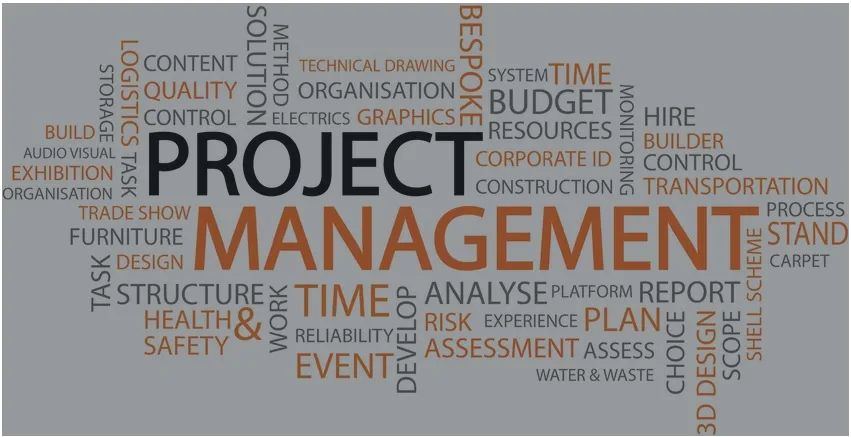 SOLUTION
BESPOKE
LOGISTICS
METHOD
CONTENT
TECHNICAL DRAWING
SYSTEM
TIME
STORAGE
QUALITY
ORGANISATION
BUDGET
MONITORING
CONTROL
ELECTRICS
GRAPHICS
RESOURCES
HIRE
BUILD
BUILDER
AUDIO VISUAL
TASK
PROJECT
CORPORATE ID
CONTROL
EXHIBITION
ORGANISATION
CONSTRUCTION
TRANSPORTATION
TRADE SHOW
MANAGEMENT
PROCESS
FURNITURE
STAND
TASK
DESIGN
SHELL SCHEME
CARPET
STRUCTURE
WORK
TIME
DEVELOP
ANALYSE
PLATFORM
REPORT
HEALTH &
SAFETY
RELIABILITY
RISK
ASSESSMENT
EXPERIENCE
PLAN
CHOICE
3D DESIGN
SCOPE
EVENT
ASSESS
WATER & WASTE